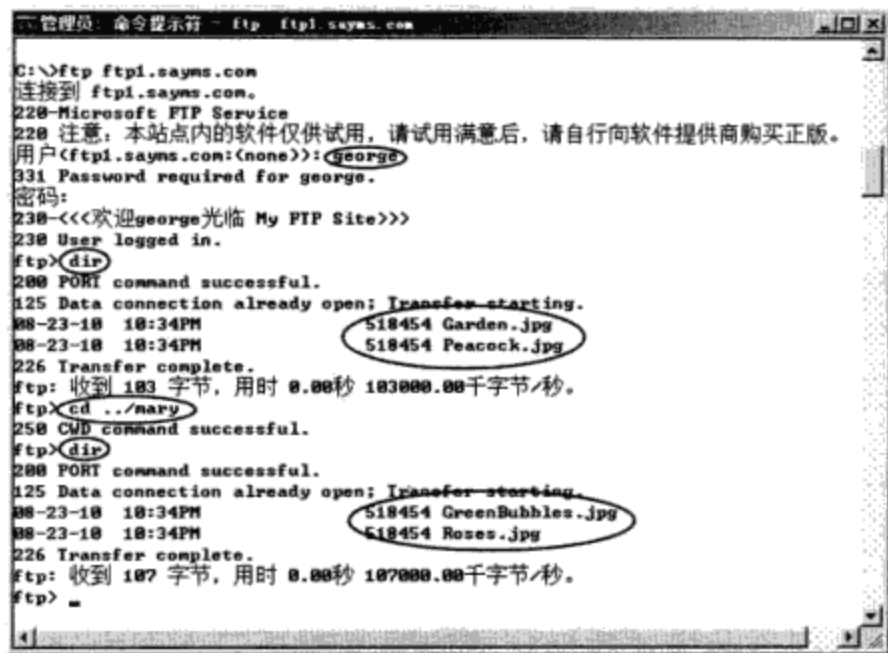 管理员: 命令提示符 - ftp ftp1.sayms.com
C:\>ftp ftp1.sayms.com
连接到 ftp1.sayms.com。
220-Microsoft FTP Service
220 注意：本站点内的软件仅供试用，请试用满意后，请自行向软件提供商购买正版。
用户(ftp1.sayms.com:(none)): george
331 Password required for george.
密码:
230-<<<欢迎george光临 My FTP Site>>>
230 User logged in.
ftp> dir
200 PORT command successful.
125 Data connection already open; Transfer starting.
08-23-10  10:34PM               518454 Garden.jpg
08-23-10  10:34PM               518454 Peacock.jpg
226 Transfer complete.
ftp: 收到 103 字节，用时 0.00秒 103000.00千字节/秒。
ftp> cd ../mary
250 CWD command successful.
ftp> dir
200 PORT command successful.
125 Data connection already open; Transfer starting.
08-23-10  10:34PM               518454 GreenBubbles.jpg
08-23-10  10:34PM               518454 Roses.jpg
226 Transfer complete.
ftp: 收到 107 字节，用时 0.00秒 107000.00千字节/秒。
ftp>